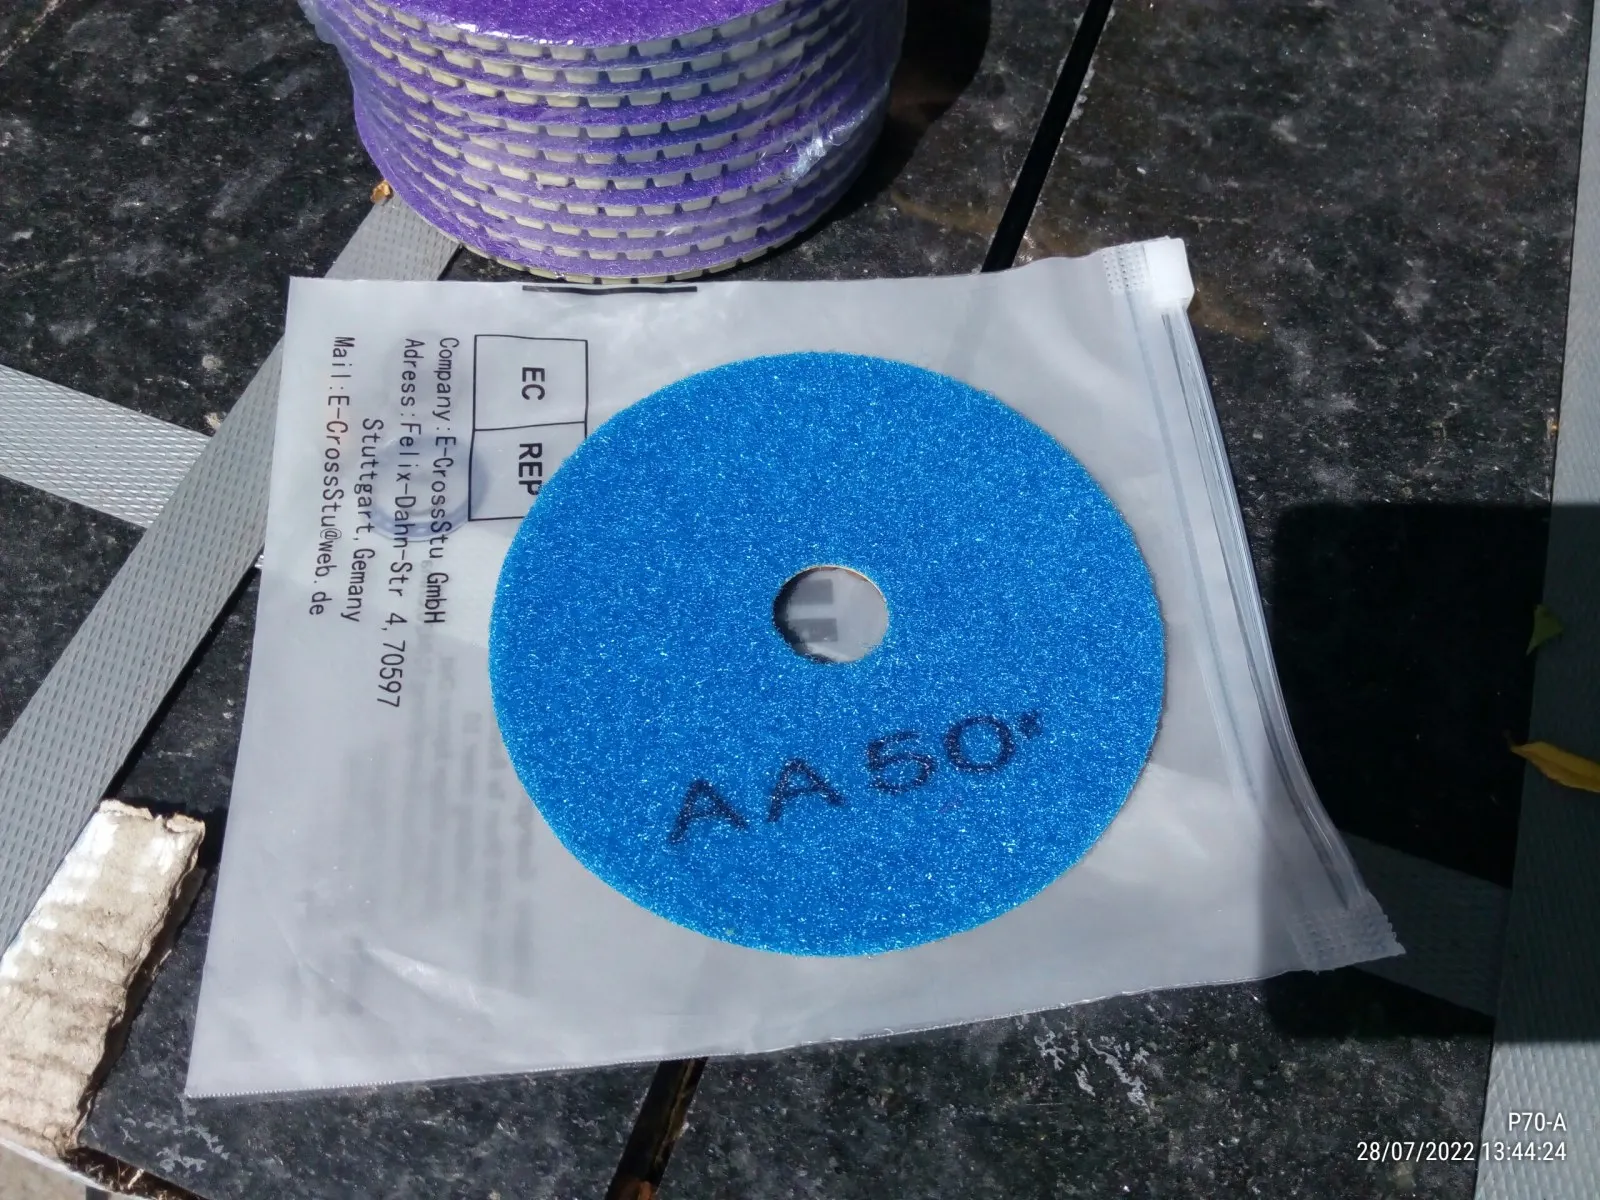 EC REP
Company:E-CrossStu GmbH
Adress:Felix-Dahn-Str 4, 70597
Stuttgart, Gemany
Mail:E-CrossStu@web.de
AA50#
P70-A
28/07/2022 13:44:24